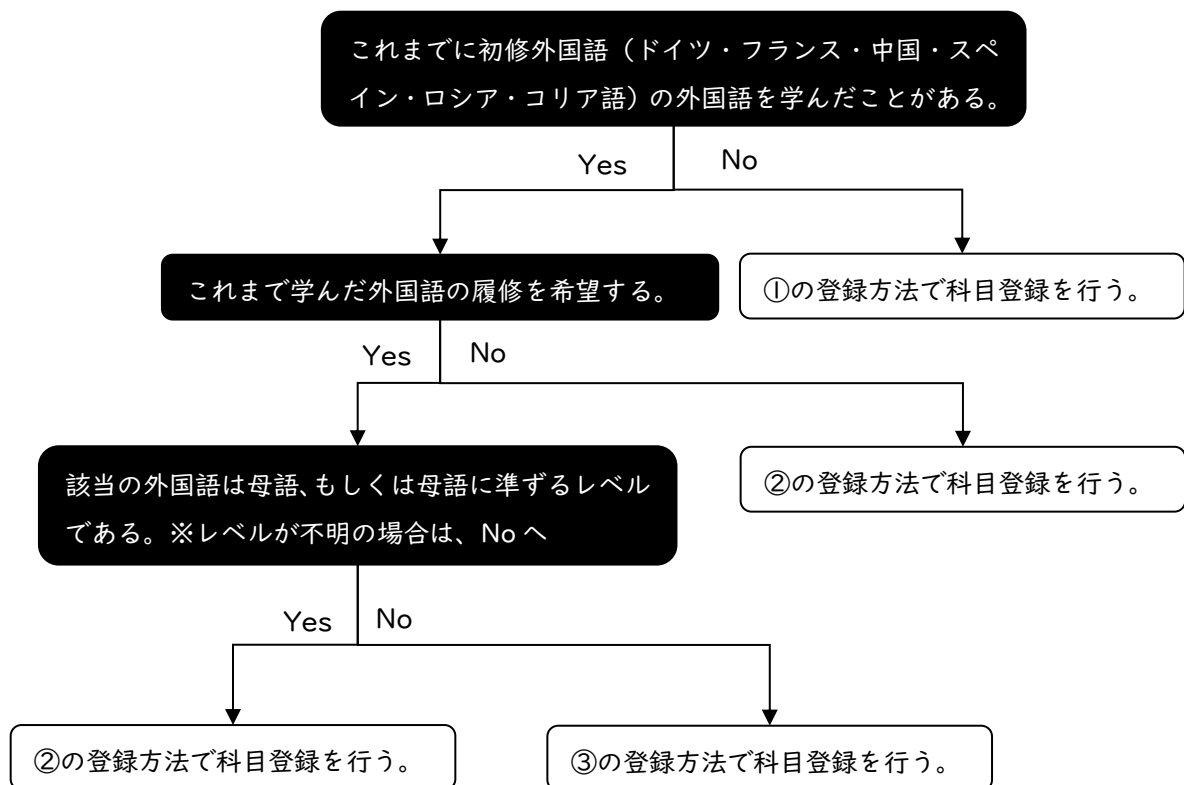 これまでに初修外国語（ドイツ・フランス・中国・スペ
イン・ロシア・コリア語）の外国語を学んだことがある。
Yes
No
これまで学んだ外国語の履修を希望する。
①の登録方法で科目登録を行う。
Yes
No
該当の外国語は母語、もしくは母語に準ずるレベル
である。※レベルが不明の場合は、No へ
②の登録方法で科目登録を行う。
Yes
No
②の登録方法で科目登録を行う。
③の登録方法で科目登録を行う。